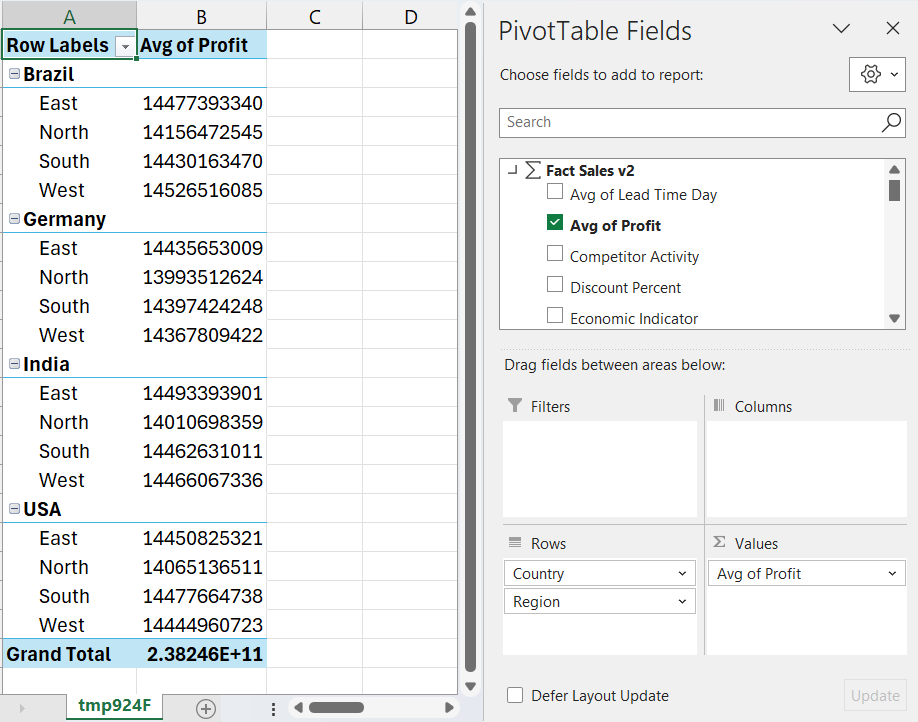 A B C D
Row Labels Avg of Profit
Brazil
East 14477393340
North 14156472545
South 14430163470
West 14526516085
Germany
East 14435653009
North 13993512624
South 14397424248
West 14367809422
India
East 14493393901
North 14010698359
South 14462631011
West 14466067336
USA
East 14450825321
North 14065136511
South 14477664738
West 14444960723
Grand Total 2.38246E+11
tmp924F
PivotTable Fields
Choose fields to add to report:
Search
Σ Fact Sales v2
Avg of Lead Time Day
Avg of Profit
Competitor Activity
Discount Percent
Economic Indicator
Drag fields between areas below:
Filters
Columns
Rows
Country
Region
Σ Values
Avg of Profit
Defer Layout Update
Update